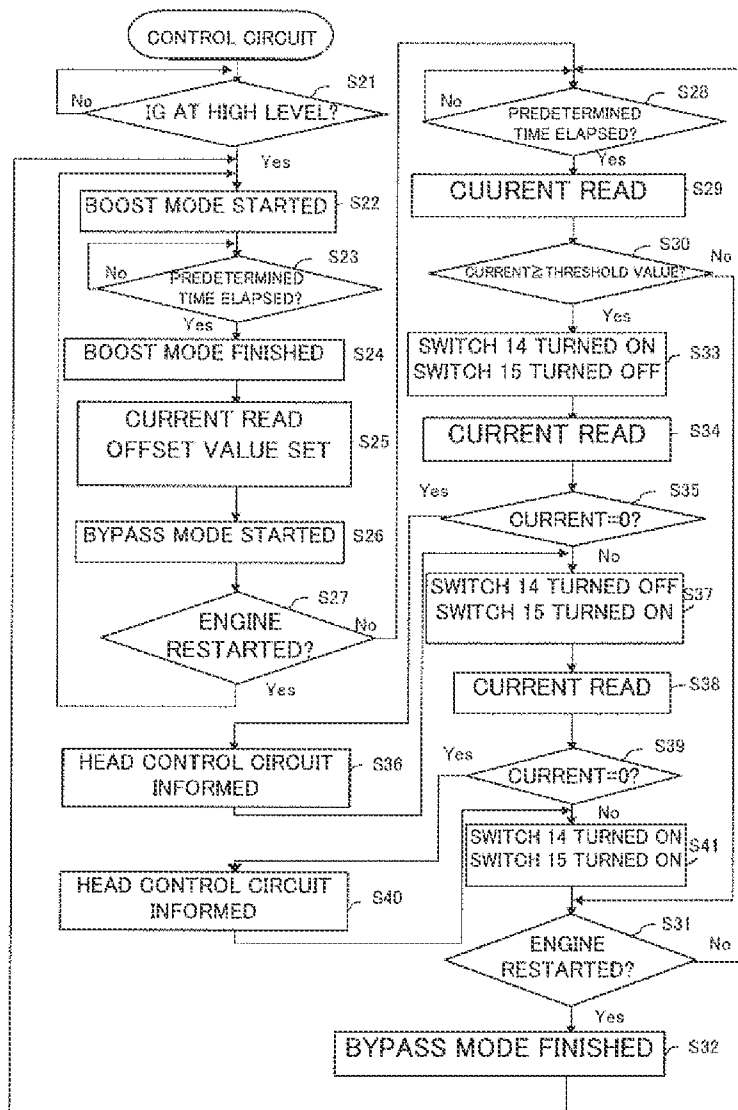 CONTROL CIRCUIT
S21
No
IG AT HIGH LEVEL?
Yes
BOOST MODE STARTED
S22
S23
No
PREDETERMINED
TIME ELAPSED?
Yes
BOOST MODE FINISHED
S24
CURRENT READ
OFFSET VALUE SET
S25
BYPASS MODE STARTED
S26
S27
ENGINE
RESTARTED?
No
Yes
HEAD CONTROL CIRCUIT
INFORMED
S36
HEAD CONTROL CIRCUIT
INFORMED
S40
S28
No
PREDETERMINED
TIME ELAPSED?
Yes
CUURENT READ
S29
S30
No
CURRENT≧THRESHOLD VALUE?
Yes
SWITCH 14 TURNED ON
SWITCH 15 TURNED OFF
S33
CURRENT READ
S34
Yes
S35
CURRENT=0?
No
SWITCH 14 TURNED OFF
SWITCH 15 TURNED ON
S37
CURRENT READ
S38
Yes
S39
CURRENT=0?
No
SWITCH 14 TURNED ON
SWITCH 15 TURNED ON
S41
S31
ENGINE
RESTARTED?
No
Yes
BYPASS MODE FINISHED
S32